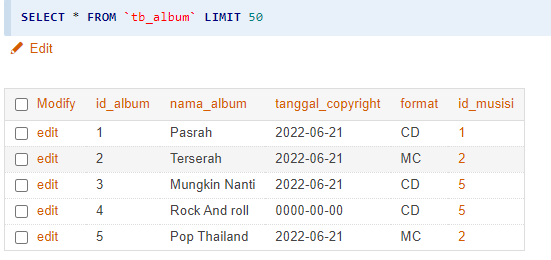 SELECT * FROM `tb_album` LIMIT 50
Edit
Modify id_album nama_album tanggal_copyright format id_musisi
edit 1 Pasrah 2022-06-21 CD 1
edit 2 Terserah 2022-06-21 MC 2
edit 3 Mungkin Nanti 2022-06-21 CD 5
edit 4 Rock And roll 0000-00-00 CD 5
edit 5 Pop Thailand 2022-06-21 MC 2